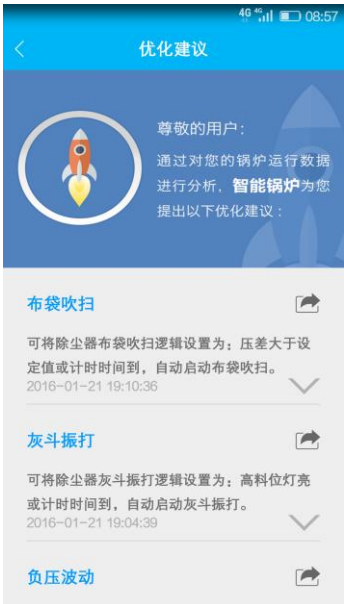 4G 4G 08:57
优化建议
尊敬的用户：
通过对您的锅炉运行数据
进行分析，智能锅炉为您
提出以下优化建议：
布袋吹扫
可将除尘器布袋吹扫逻辑设置为；压差大于设
定值或计时时间到，自动启动布袋吹扫。
2016-01-21 19:10:36
灰斗振打
可将除尘器灰斗振打逻辑设置为；高料位灯亮
或计时时间到，自动启动灰斗振打。
2016-01-21 19:04:39
负压波动